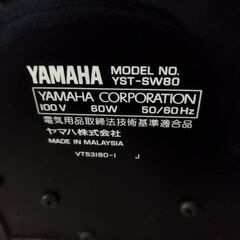 YAMAHA MODEL NO. YST-SW80
YAMAHA CORPORATION
100V 60W 50/60Hz
電気用品取締法技術基準適合品
ヤマハ株式会社
MADE IN MALAYSIA
VT53180-1 J